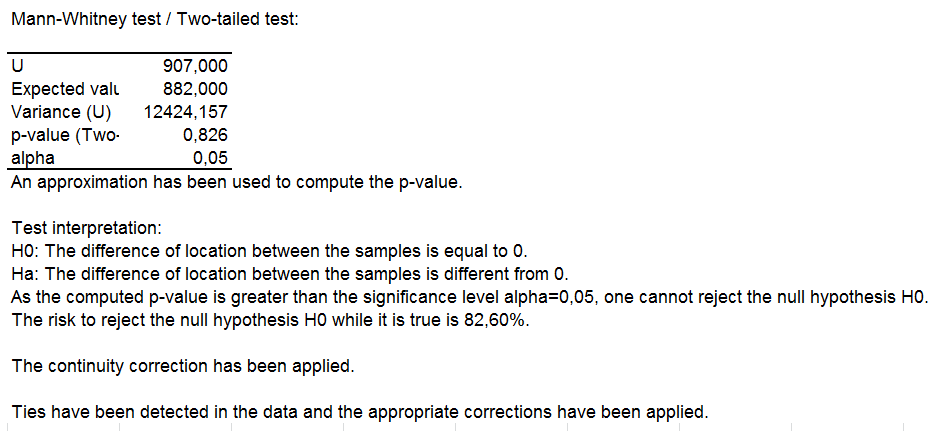 Mann-Whitney test / Two-tailed test:
U 907,000
Expected valu 882,000
Variance (U) 12424,157
p-value (Two- 0,826
alpha 0,05
An approximation has been used to compute the p-value.
Test interpretation:
H0: The difference of location between the samples is equal to 0.
Ha: The difference of location between the samples is different from 0.
As the computed p-value is greater than the significance level alpha=0,05, one cannot reject the null hypothesis H0.
The risk to reject the null hypothesis H0 while it is true is 82,60%.
The continuity correction has been applied.
Ties have been detected in the data and the appropriate corrections have been applied.